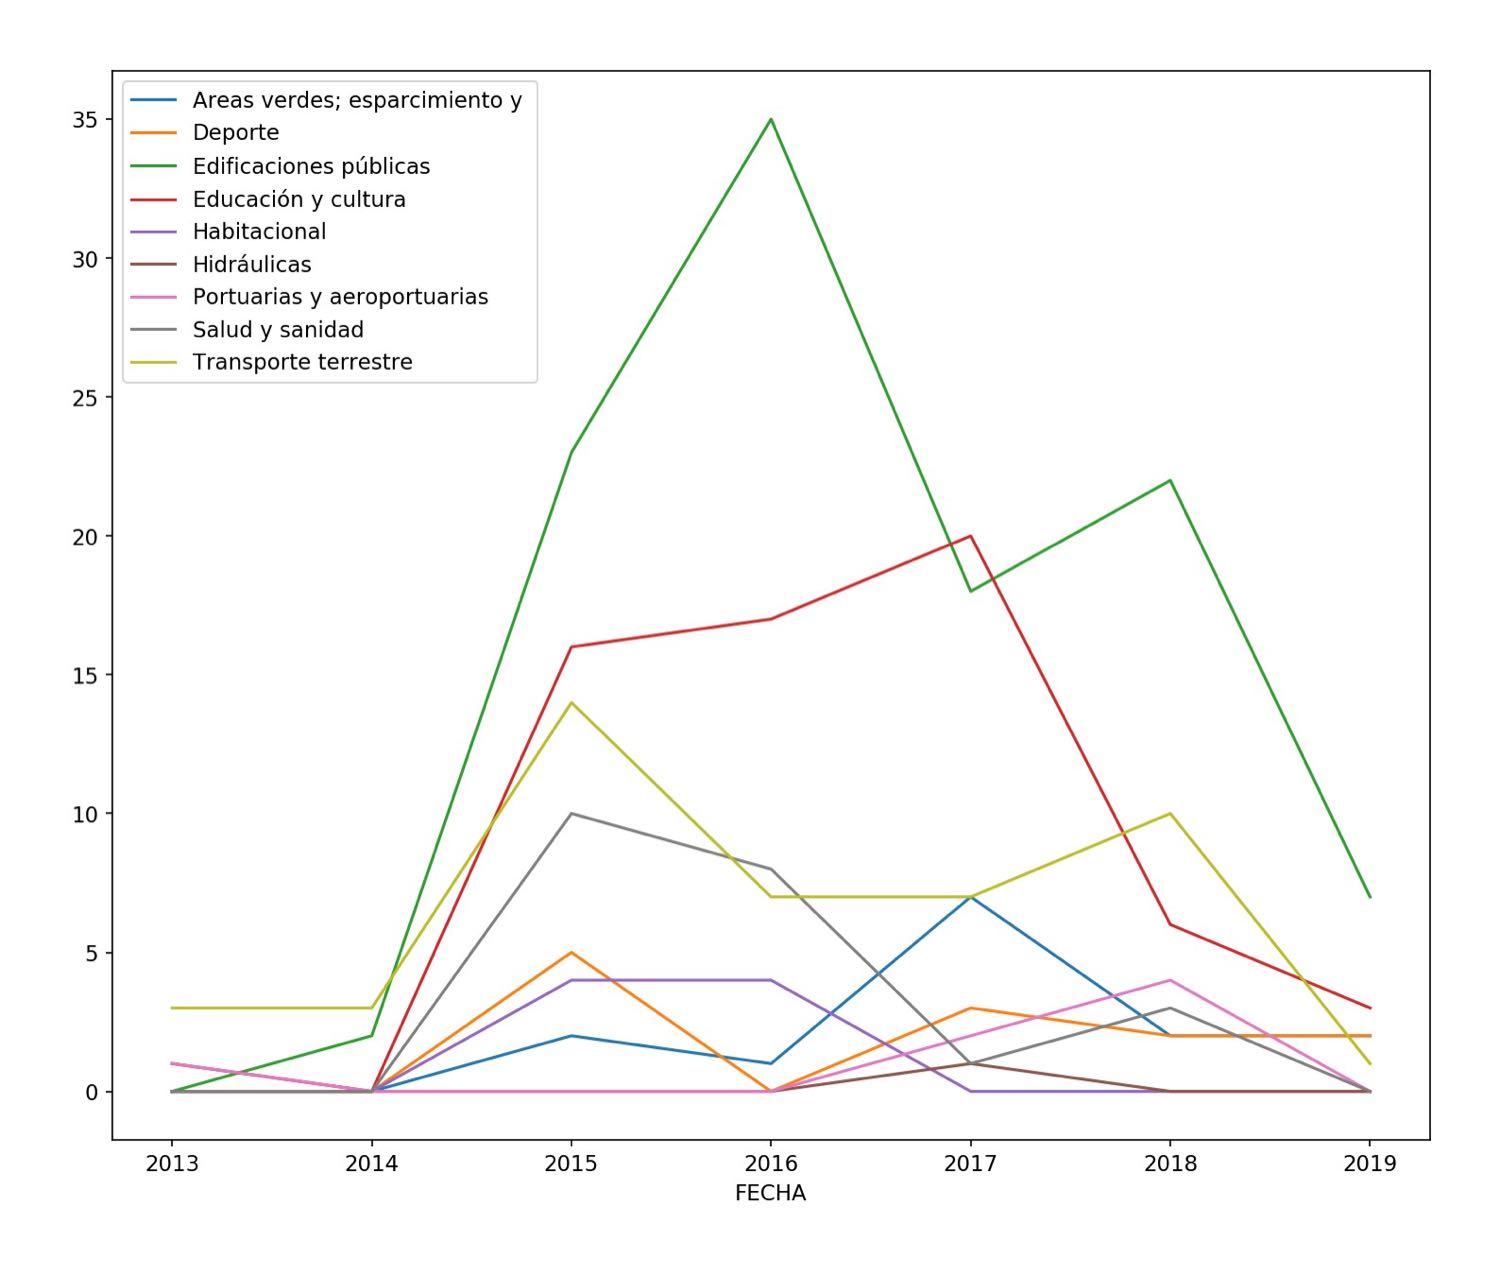 Areas verdes; esparcimiento y
Deporte
Edificaciones públicas
Educación y cultura
Habitacional
Hidráulicas
Portuarias y aeroportuarias
Salud y sanidad
Transporte terrestre
35
30
25
20
15
10
5
0
2013 2014 2015 2016 2017 2018 2019
FECHA